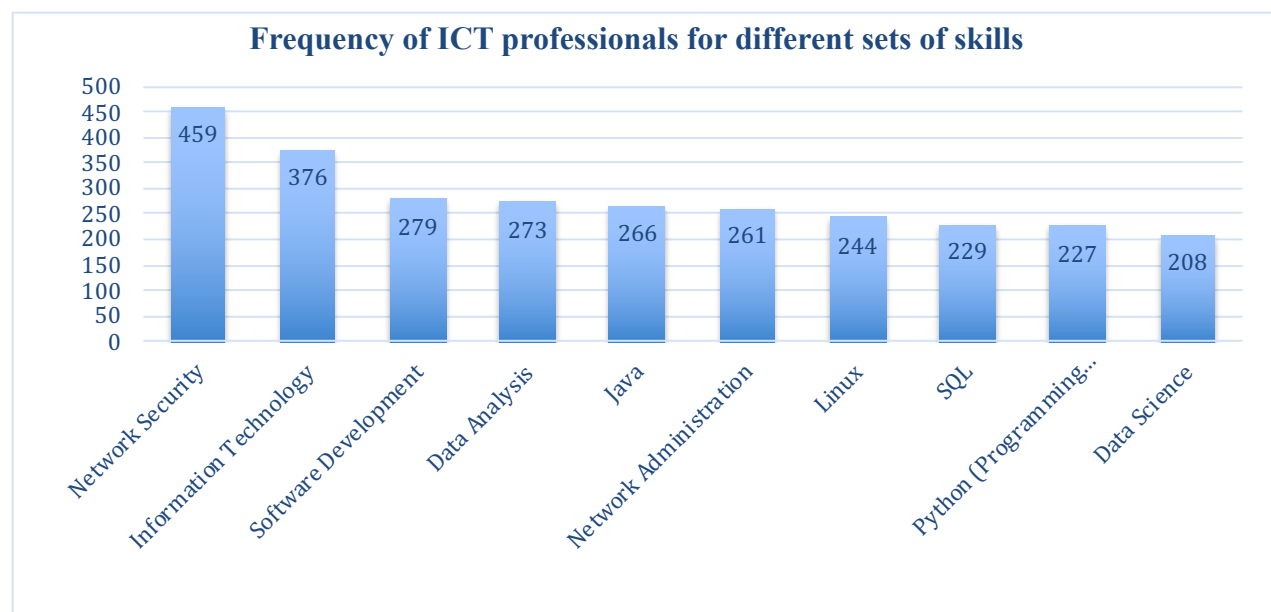 Frequency of ICT professionals for different sets of skills
500
450
400
350
300
250
200
150
100
50
0
459
376
279
273
266
261
244
229
227
208
Network Security
Information Technology
Software Development
Data Analysis
Java
Network Administration
Linux
SQL
Python (Programming...
Data Science